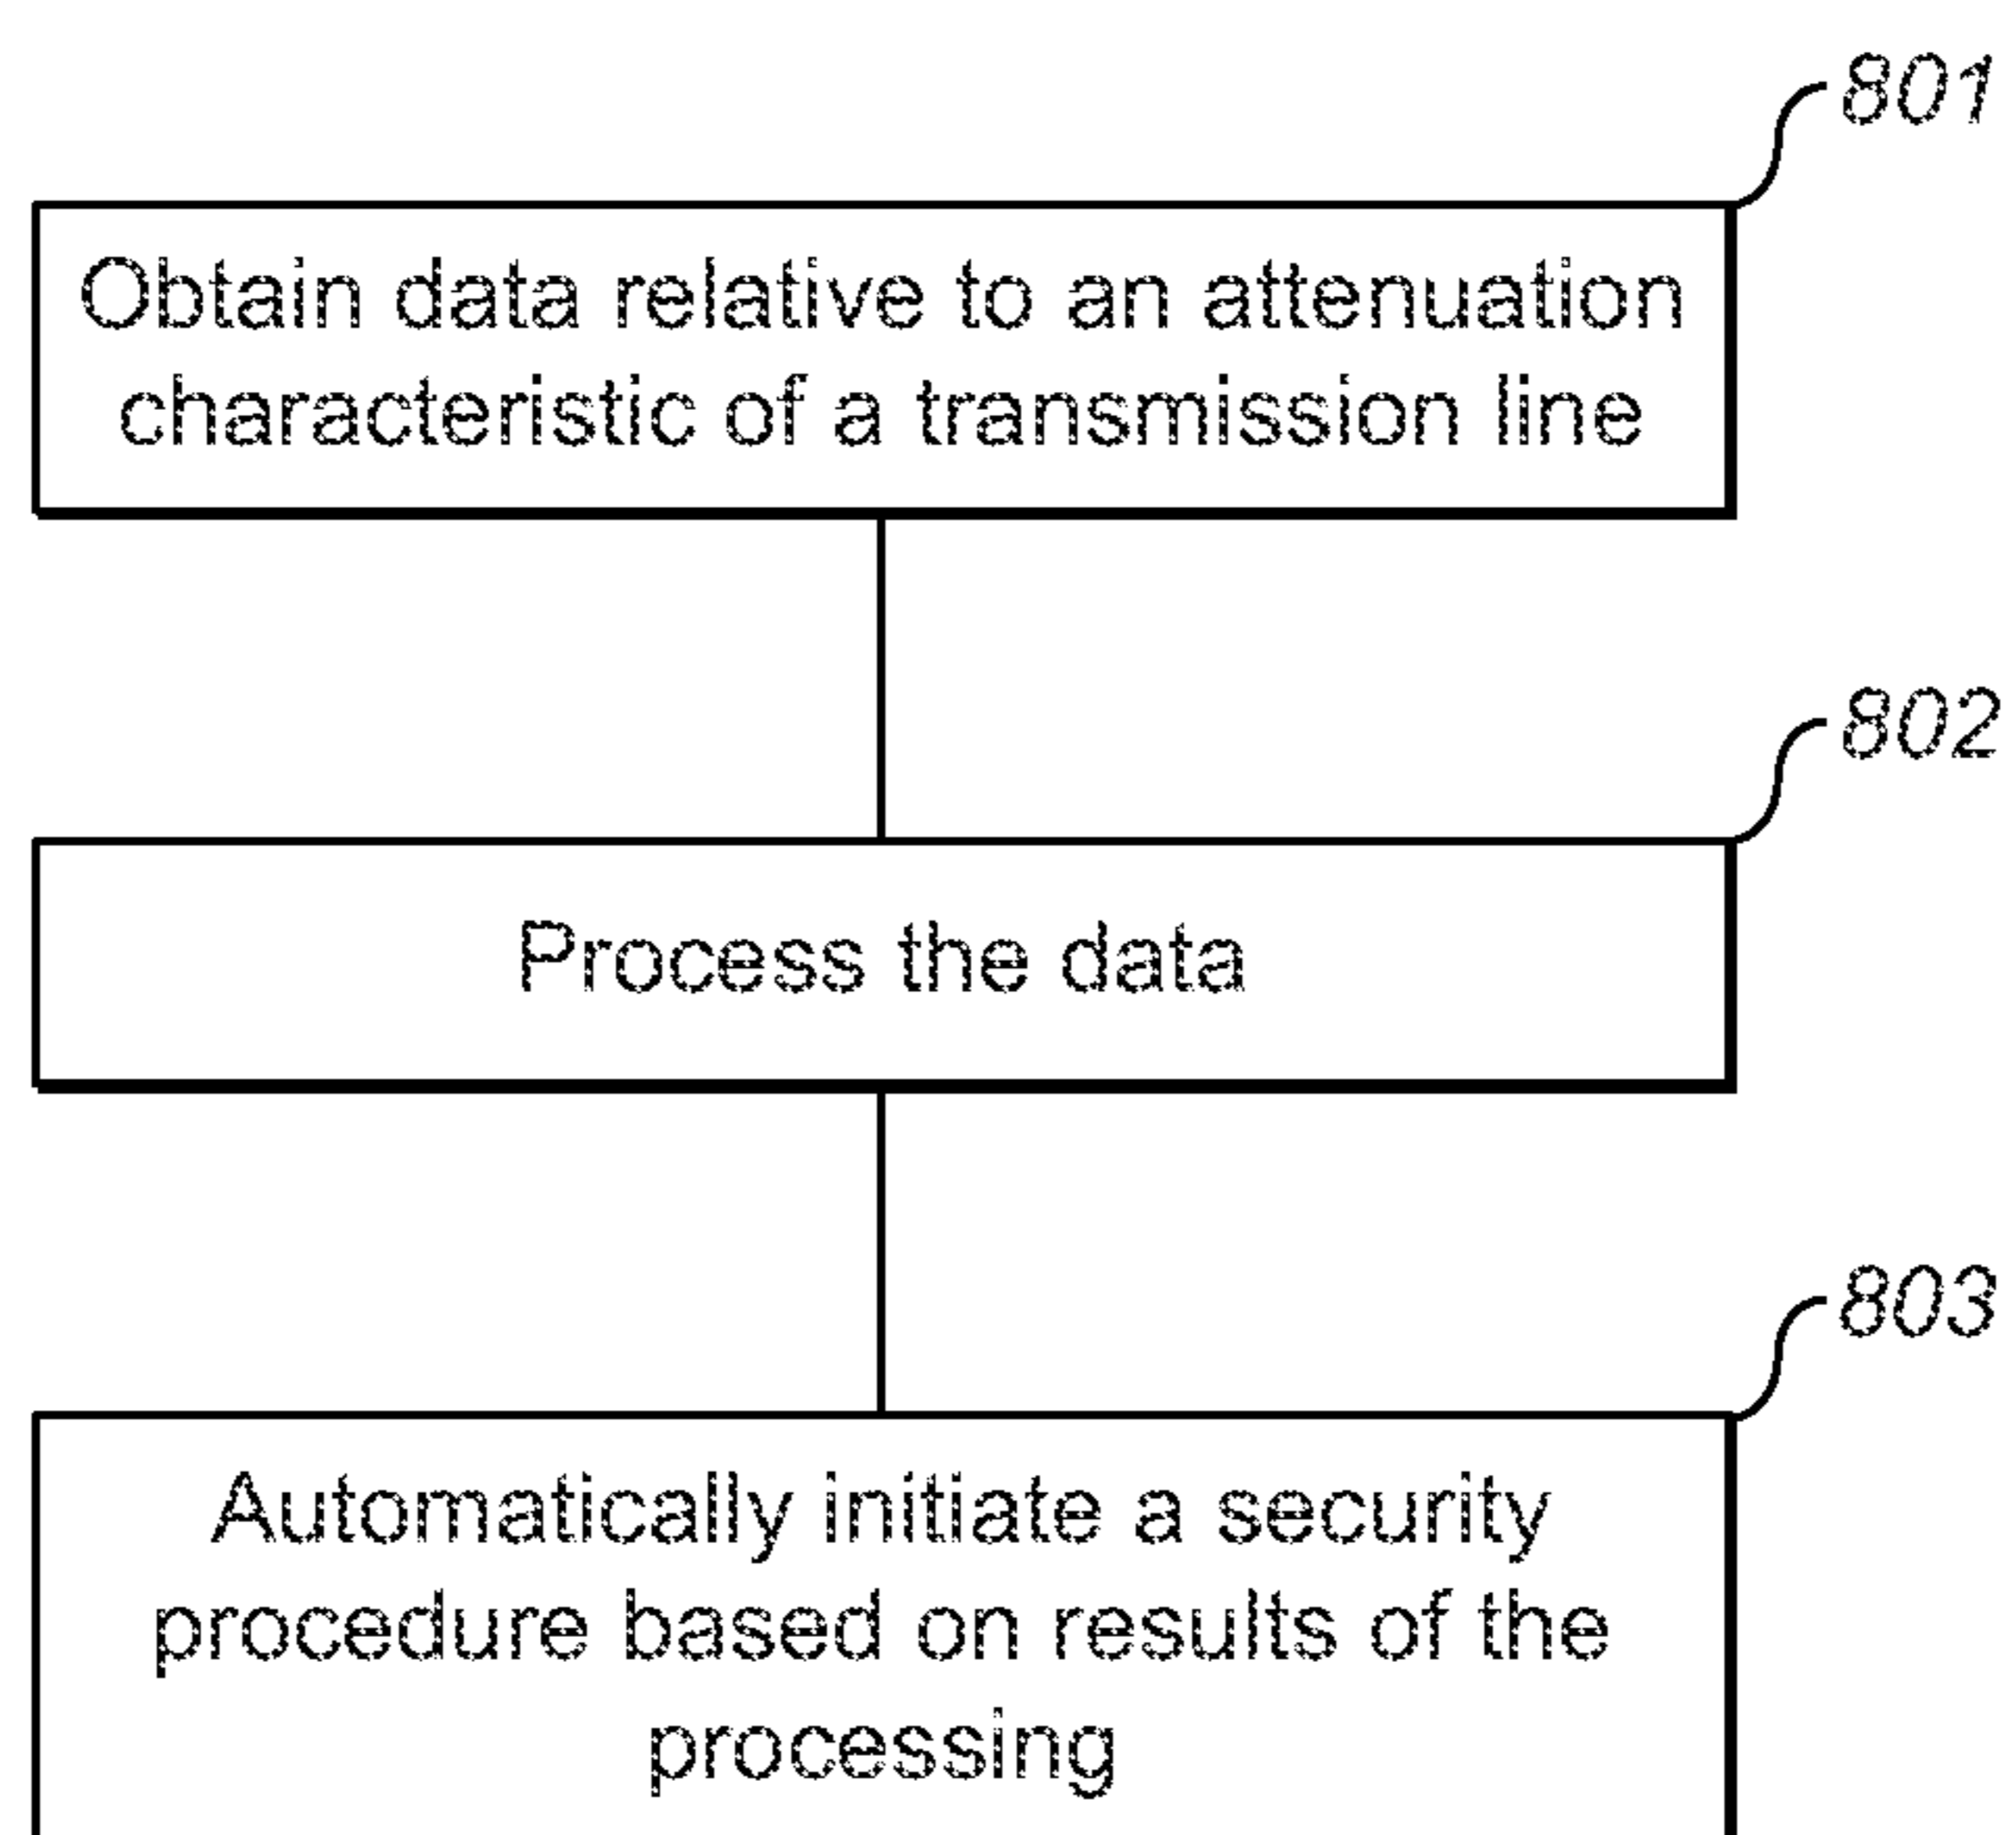 801
Obtain data relative to an attenuation
characteristic of a transmission line
802
Process the data
803
Automatically initiate a security
procedure based on results of the
processing